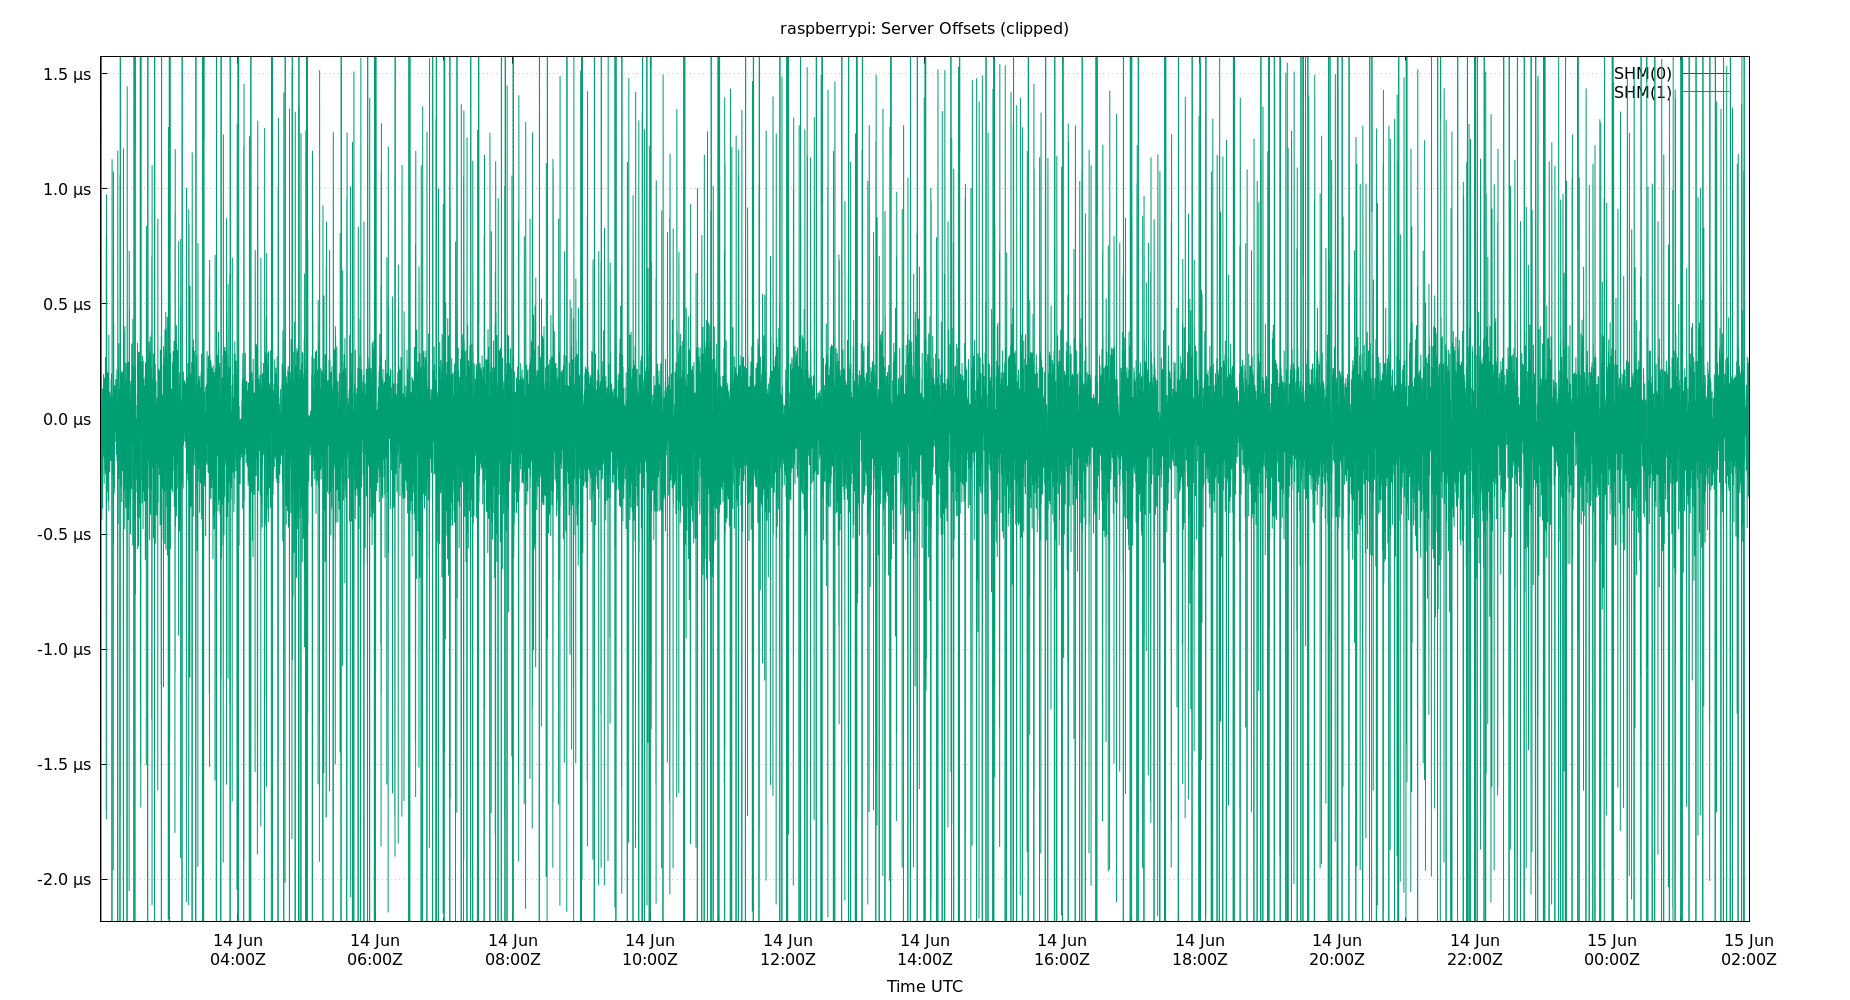 raspberrypi: Server Offsets (clipped)
1.5 µs
1.0 µs
0.5 µs
0.0 µs
-0.5 µs
-1.0 µs
-1.5 µs
-2.0 µs
SHM(0)
SHM(1)
14 Jun 14 Jun 14 Jun 14 Jun 14 Jun 14 Jun 14 Jun 14 Jun 14 Jun 14 Jun 15 Jun 15 Jun
04:00Z 06:00Z 08:00Z 10:00Z 12:00Z 14:00Z 16:00Z 18:00Z 20:00Z 22:00Z 00:00Z 02:00Z
Time UTC